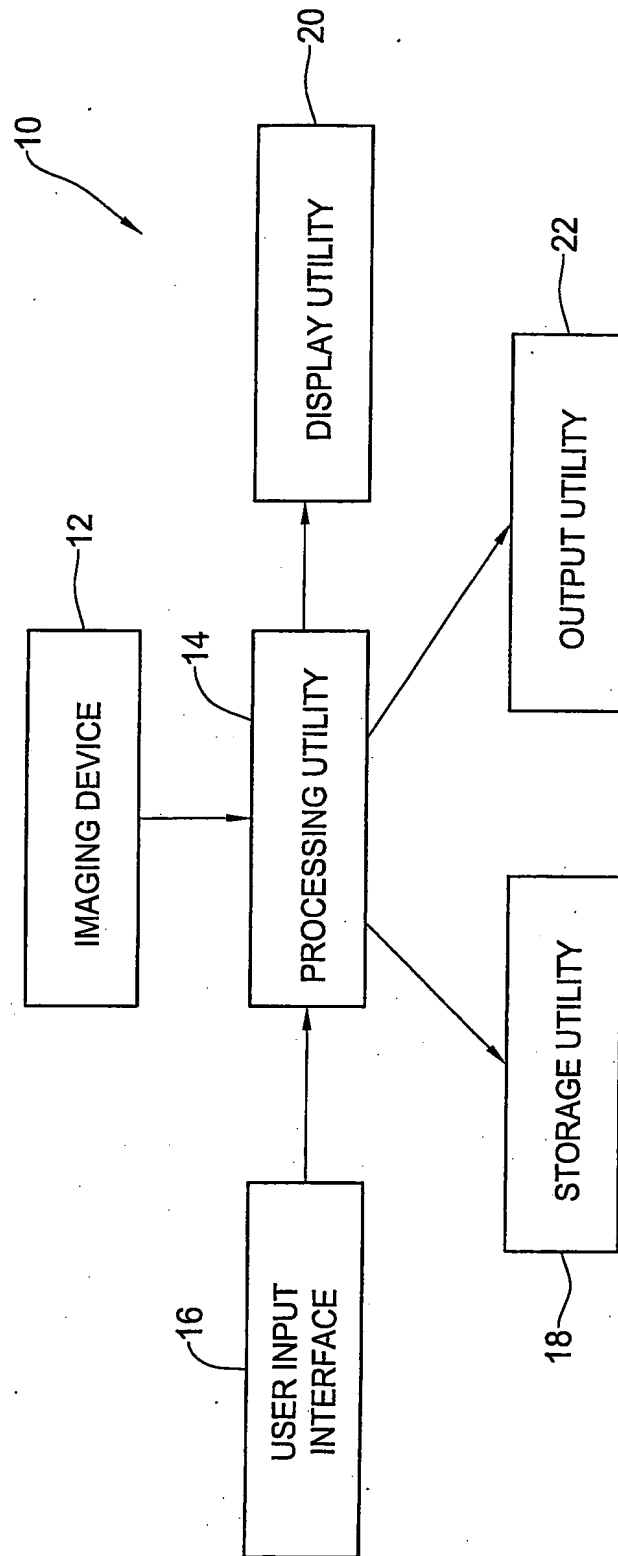 10
12
IMAGING DEVICE
14
16
USER INPUT
INTERFACE
PROCESSING UTILITY
DISPLAY UTILITY
20
18
STORAGE UTILITY
OUTPUT UTILITY
22